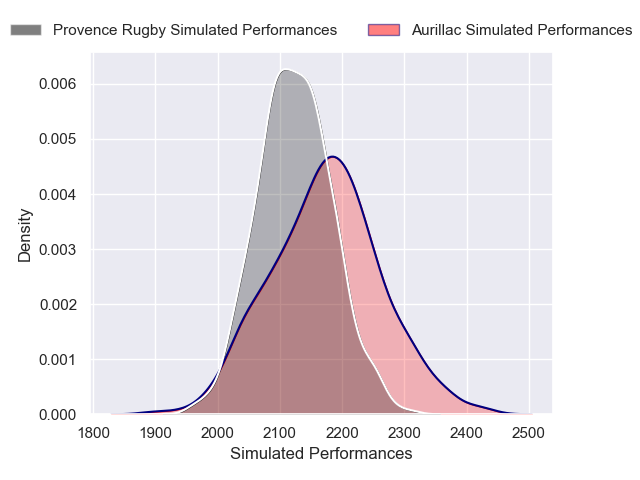 Provence Rugby Simulated Performances Aurillac Simulated Performances
0.006
0.005
0.004
0.003
0.002
0.001
0.000
Density
1800 1900 2000 2100 2200 2300 2400 2500
Simulated Performances